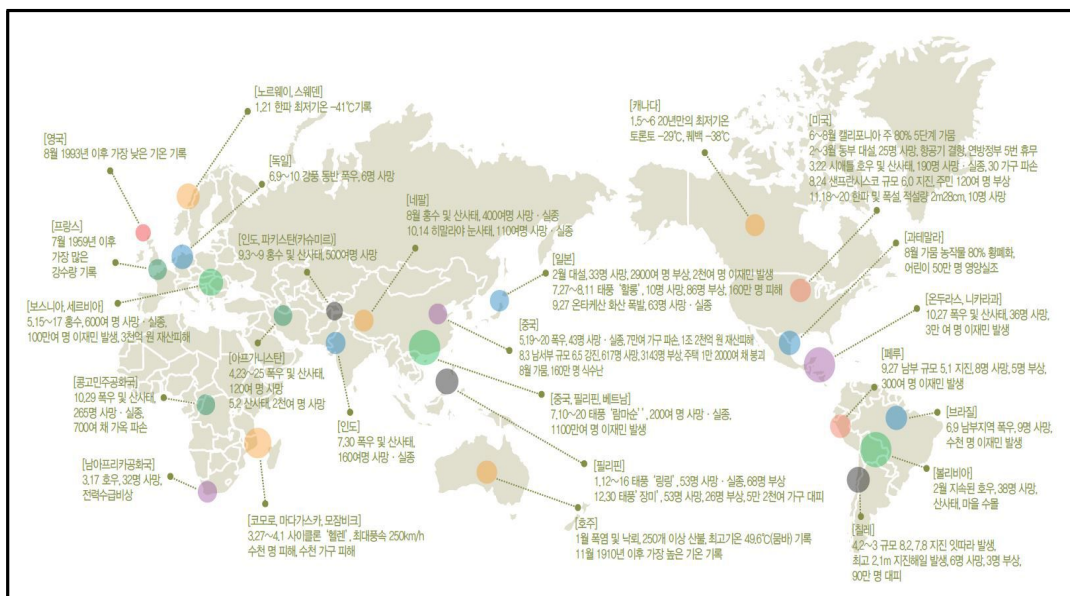 [노르웨이, 스웨덴]
1.21 한파 최저기온 -41℃기록
[영국]
8월 1993년 이후 가장 낮은 기온 기록
[독일]
6.9~10 강풍 동반 폭우, 6명 사망
[프랑스]
7월 1959년 이후
가장 많은
강수량 기록
[네팔]
8월 홍수 및 산사태, 400여명 사망·실종
10.14 히말라야 눈사태, 110여명 사망·실종
[인도, 파키스탄(카슈미르)]
9.3~9 홍수 및 산사태, 500여명 사망
[보스니아, 세르비아]
5.15~17 홍수, 600여 명 사망·실종,
100만여 명 이재민 발생, 3천억 원 재산피해
[일본]
2월 대설, 33명 사망, 2900여 명 부상, 2천여 명 이재민 발생
7.27~8.11 태풍 '할롱', 10명 사망, 86명 부상, 160만 명 피해
9.27 온타케산 화산 폭발, 63명 사망·실종
[중국]
5.19~20 폭우, 43명 사망·실종, 7만여 가구 파손, 1조 2천억 원 재산피해
8.3 남서부 규모 6.5 강진, 617명 사망, 3143명 부상, 주택 1만 2000여 채 붕괴
8월 가뭄, 160만 명 식수난
[아프가니스탄]
4.23~25 폭우 및 산사태,
120여 명 사망
5.2 산사태, 2천여 명 사망
[콩고민주공화국]
10.29 폭우 및 산사태,
265명 사망·실종,
700여 채 가옥 파손
[인도]
7.30 폭우 및 산사태,
160여명 사망·실종
[중국, 필리핀, 베트남]
7.10~20 태풍 '람마순'', 200여 명 사망·실종,
1100만여 명 이재민 발생
[남아프리카공화국]
3.17 호우, 32명 사망,
전력수급비상
[코모로, 마다가스카, 모잠비크]
3.27~4.1 사이클론 '헬렌', 최대풍속 250km/h
수천 명 피해, 수천 가구 피해
[필리핀]
1.12~16 태풍 '링링', 53명 사망·실종, 68명 부상
12.30 태풍' 장미', 53명 사망, 26명 부상, 5만 2천여 가구 대피
[호주]
1월 폭염 및 낙뢰, 250개 이상 산불, 최고기온 49.6℃(뭄바) 기록
11월 1910년 이후 가장 높은 기온 기록
[캐나다]
1.5~6 20년만의 최저기온
토론토 -29℃, 퀘백 -38℃
[미국]
6~8월 캘리포니아 주 80% 5단계 가뭄
2~3월 동부 대설, 25명 사망, 항공기 결항, 연방정부 5번 휴무
3.22 시애틀 호우 및 산사태, 190명 사망·실종, 30 가구 파손
8.24 샌프란시스코 규모 6.0 지진, 주민 120여 명 부상
11.18~20 한파 및 폭설, 적설량 2m28cm, 10명 사망
[과테말라]
8월 가뭄 농작물 80% 황폐화,
어린이 50만 명 영양실조
[온두라스, 니카라과]
10.27 폭우 및 산사태, 36명 사망,
3만 여 명 이재민 발생
[페루]
9.27 남부 규모 5.1 지진, 8명 사망, 5명 부상,
300여 명 이재민 발생
[브라질]
6.9 남부지역 폭우, 9명 사망,
수천 명 이재민 발생
[볼리비아]
2월 지속된 호우, 38명 사망,
산사태, 마을 수몰
[칠레]
4.2~3 규모 8.2, 7.8 지진 잇따라 발생,
최고 2.1m 지진해일 발생, 6명 사망, 3명 부상,
90만 명 대피